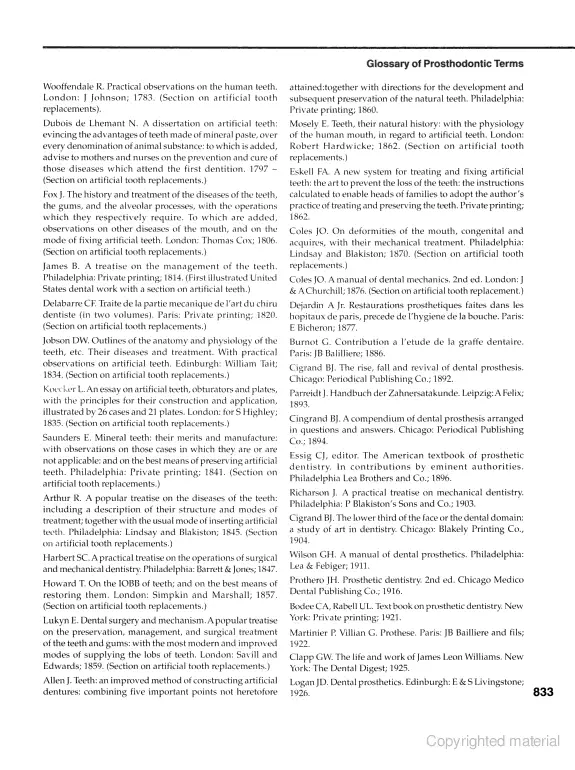 Glossary of Prosthodontic Terms
Wooffendale R. Practical observations on the human teeth.
London: J Johnson; 1783. (Section on artificial tooth
replacements).
Dubois de Lhemant N. A dissertation on artificial teeth:
evincing the advantages of teeth made of mineral paste, over
every denomination of animal substance: to which is added,
advise to mothers and nurses on the prevention and cure of
those diseases which attend the first dentition. 1797 –
(Section on artificial tooth replacements.)
Fox J. The history and treatment of the diseases of the teeth,
the gums, and the alveolar processes, with the operations
which they respectively require. To which are added,
observations on other diseases of the mouth, and on the
mode of fixing artificial teeth. London: Thomas Cox; 1806.
(Section on artificial tooth replacements.)
James B. A treatise on the management of the teeth.
Philadelphia: Private printing; 1814. (First illustrated United
States dental work with a section on artificial teeth.)
Delabarre CF. Traite de la partie mecanique de l'art du chiru
dentiste (in two volumes). Paris: Private printing; 1820.
(Section on artificial tooth replacements.)
Jobson DW. Outlines of the anatomy and physiology of the
teeth, etc. Their diseases and treatment. With practical
observations on artificial teeth. Edinburgh: William Tait;
1834. (Section on artificial tooth replacements.)
Koecker L. An essay on artificial teeth, obturators and plates,
with the principles for their construction and application,
illustrated by 26 cases and 21 plates. London: for S Highley;
1835. (Section on artificial tooth replacements.)
Saunders E. Mineral teeth: their merits and manufacture:
with observations on those cases in which they are or are
not applicable: and on the best means of preserving artificial
teeth. Philadelphia: Private printing; 1841. (Section on
artificial tooth replacements.)
Arthur R. A popular treatise on the diseases of the teeth:
including a description of their structure and modes of
treatment; together with the usual mode of inserting artificial
teeth. Philadelphia: Lindsay and Blakiston; 1845. (Section
on artificial tooth replacements.)
Harbert SC. A practical treatise on the operations of surgical
and mechanical dentistry. Philadelphia: Barrett & Jones; 1847.
Howard T. On the IOBB of teeth; and on the best means of
restoring them. London: Simpkin and Marshall; 1857.
(Section on artificial tooth replacements.)
Lukyn E. Dental surgery and mechanism. A popular treatise
on the preservation, management, and surgical treatment
of the teeth and gums: with the most modern and improved
modes of supplying the lobs of teeth. London: Savill and
Edwards; 1859. (Section on artificial tooth replacements.)
Allen J. Teeth: an improved method of constructing artificial
dentures: combining five important points not heretofore
attained:together with directions for the development and
subsequent preservation of the natural teeth. Philadelphia:
Private printing; 1860.
Mosely E. Teeth, their natural history: with the physiology
of the human mouth, in regard to artificial teeth. London:
Robert Hardwicke; 1862. (Section on artificial tooth
replacements.)
Eskell FA. A new system for treating and fixing artificial
teeth: the art to prevent the loss of the teeth: the instructions
calculated to enable heads of families to adopt the author's
practice of treating and preserving the teeth. Private printing;
1862.
Coles JO. On deformities of the mouth, congenital and
acquires, with their mechanical treatment. Philadelphia:
Lindsay and Blakiston; 1870. (Section on artificial tooth
replacements.)
Coles JO. A manual of dental mechanics. 2nd ed. London: J
& A Churchill; 1876. (Section on artificial tooth replacement.)
Dejardin A Jr. Restaurations prosthetiques faites dans les
hopitaux de paris, precede de l'hygiene de la bouche. Paris:
E Bicheron; 1877.
Burnot G. Contribution a l'etude de la graffe dentaire.
Paris: JB Balilliere; 1886.
Cigrand BJ. The rise, fall and revival of dental prosthesis.
Chicago: Periodical Publishing Co.; 1892.
Parreidt J. Handbuch der Zahnersatakunde. Leipzig: A Felix;
1893.
Cingrand BJ. A compendium of dental prosthesis arranged
in questions and answers. Chicago: Periodical Publishing
Co.; 1894.
Essig CJ, editor. The American textbook of prosthetic
dentistry. In contributions by eminent authorities.
Philadelphia Lea Brothers and Co.; 1896.
Richarson J. A practical treatise on mechanical dentistry.
Philadelphia: P Blakiston's Sons and Co.; 1903.
Cigrand BJ. The lower third of the face or the dental domain:
a study of art in dentistry. Chicago: Blakely Printing Co.,
1904.
Wilson GH. A manual of dental prosthetics. Philadelphia:
Lea & Febiger; 1911.
Prothero JH. Prosthetic dentistry. 2nd ed. Chicago Medico
Dental Publishing Co.; 1916.
Bodee CA, Rabell UL. Text book on prosthetic dentistry. New
York: Private printing; 1921.
Martinier P. Villian G. Prothese. Paris: JB Bailliere and fils;
1922.
Clapp GW. The life and work of James Leon Williams. New
York: The Dental Digest; 1925.
Logan JD. Dental prosthetics. Edinburgh: E & S Livingstone;
1926.
833
Copyrighted material